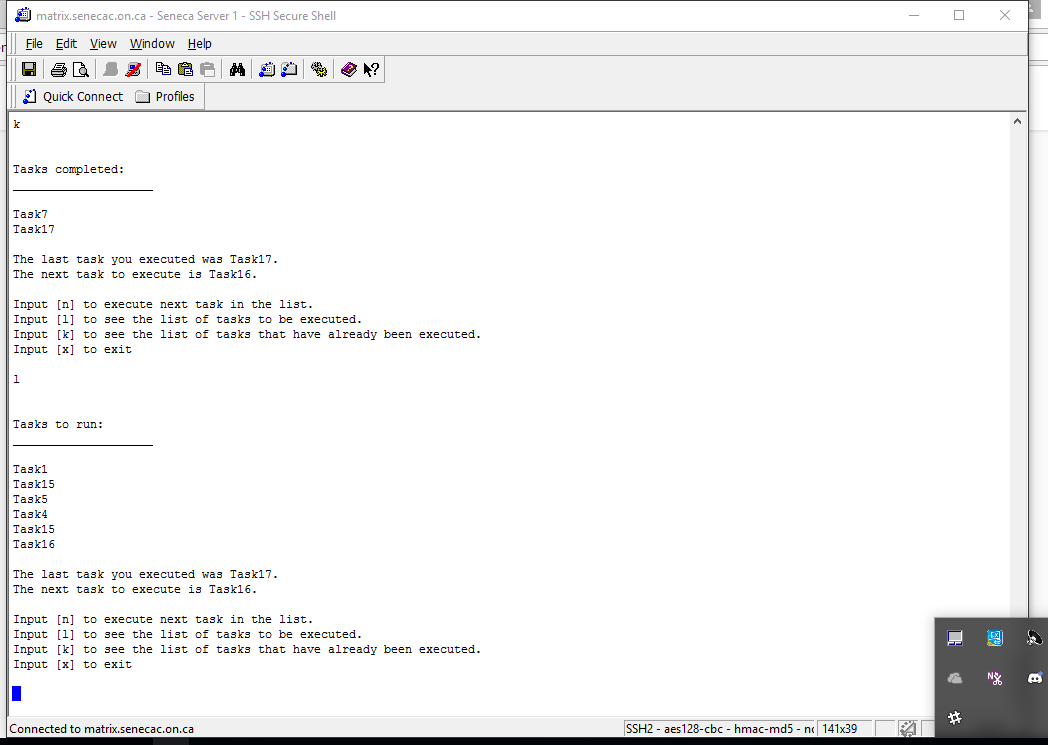 matrix.senecac.on.ca - Seneca Server 1 - SSH Secure Shell
File Edit View Window Help
Quick Connect Profiles
k
Tasks completed:
Task7
Task17
The last task you executed was Task17.
The next task to execute is Task16.
Input [n] to execute next task in the list.
Input [l] to see the list of tasks to be executed.
Input [k] to see the list of tasks that have already been executed.
Input [x] to exit
l
Tasks to run:
Task1
Task15
Task5
Task4
Task15
Task16
The last task you executed was Task17.
The next task to execute is Task16.
Input [n] to execute next task in the list.
Input [l] to see the list of tasks to be executed.
Input [k] to see the list of tasks that have already been executed.
Input [x] to exit
Connected to matrix.senecac.on.ca SSH2 - aes128-cbc - hmac-md5 - 141x39